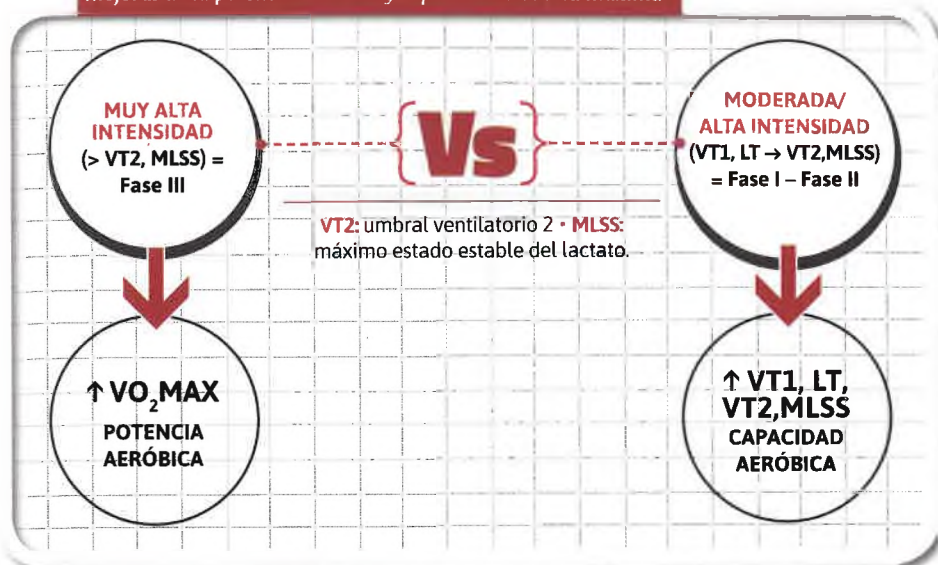 MUY ALTA
INTENSIDAD
(> VT2, MLSS) =
Fase III
Vs
MODERADA/
ALTA INTENSIDAD
(VT1, LT → VT2,MLSS)
= Fase I – Fase II
VT2: umbral ventilatorio 2 • MLSS:
máximo estado estable del lactato.
↑ VO₂MAX
POTENCIA
AERÓBICA
↑ VT1, LT,
VT2,MLSS
CAPACIDAD
AERÓBICA